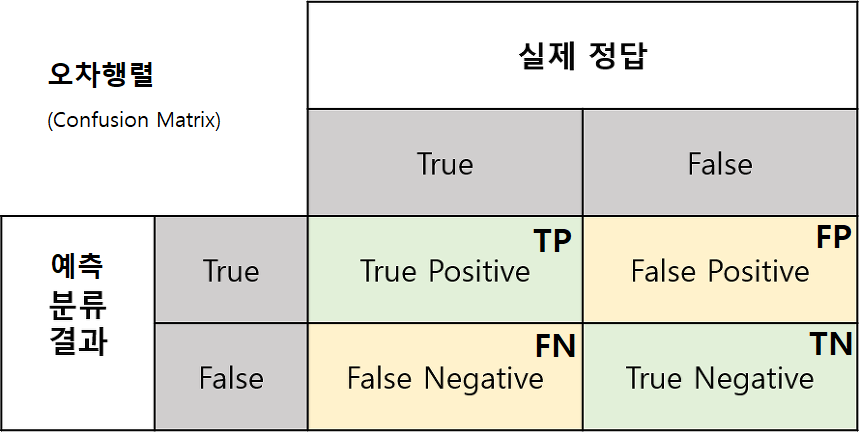 오차행렬
(Confusion Matrix)
실제 정답
True
False
예측
분류
결과
True
TP
True Positive
FP
False Positive
False
FN
False Negative
TN
True Negative